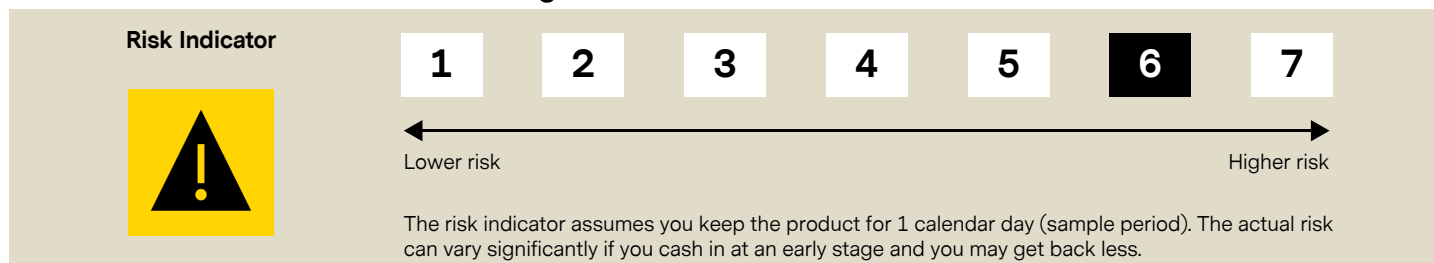 Risk Indicator
1 2 3 4 5 6 7
!
Lower risk Higher risk
The risk indicator assumes you keep the product for 1 calendar day (sample period). The actual risk
can vary significantly if you cash in at an early stage and you may get back less.